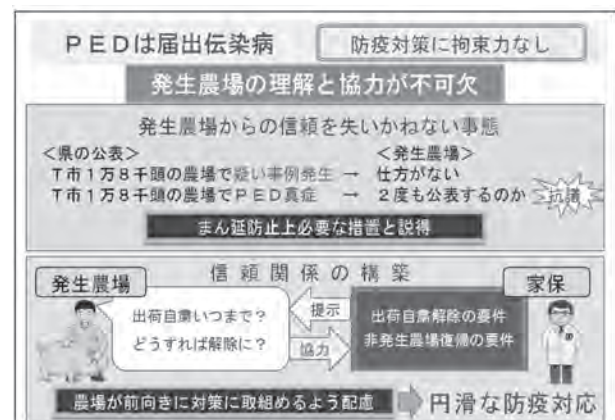 PEDは届出伝染病
防疫対策に拘束力なし
発生農場の理解と協力が不可欠
発生農場からの信頼を失いかねない事態
<県の公表> <発生農場>
T市1万8千頭の農場で疑い事例発生 → 仕方がない
T市1万8千頭の農場でPED真症 → 2度も公表するのか
抗議
まん延防止上必要な措置と説得
信頼関係の構築
発生農場
家保
出荷自粛いつまで?
どうすれば解除に?
提示
協力
出荷自粛解除の要件
非発生農場復帰の要件
農場が前向きに対策に取組めるよう配慮
円滑な防疫対応